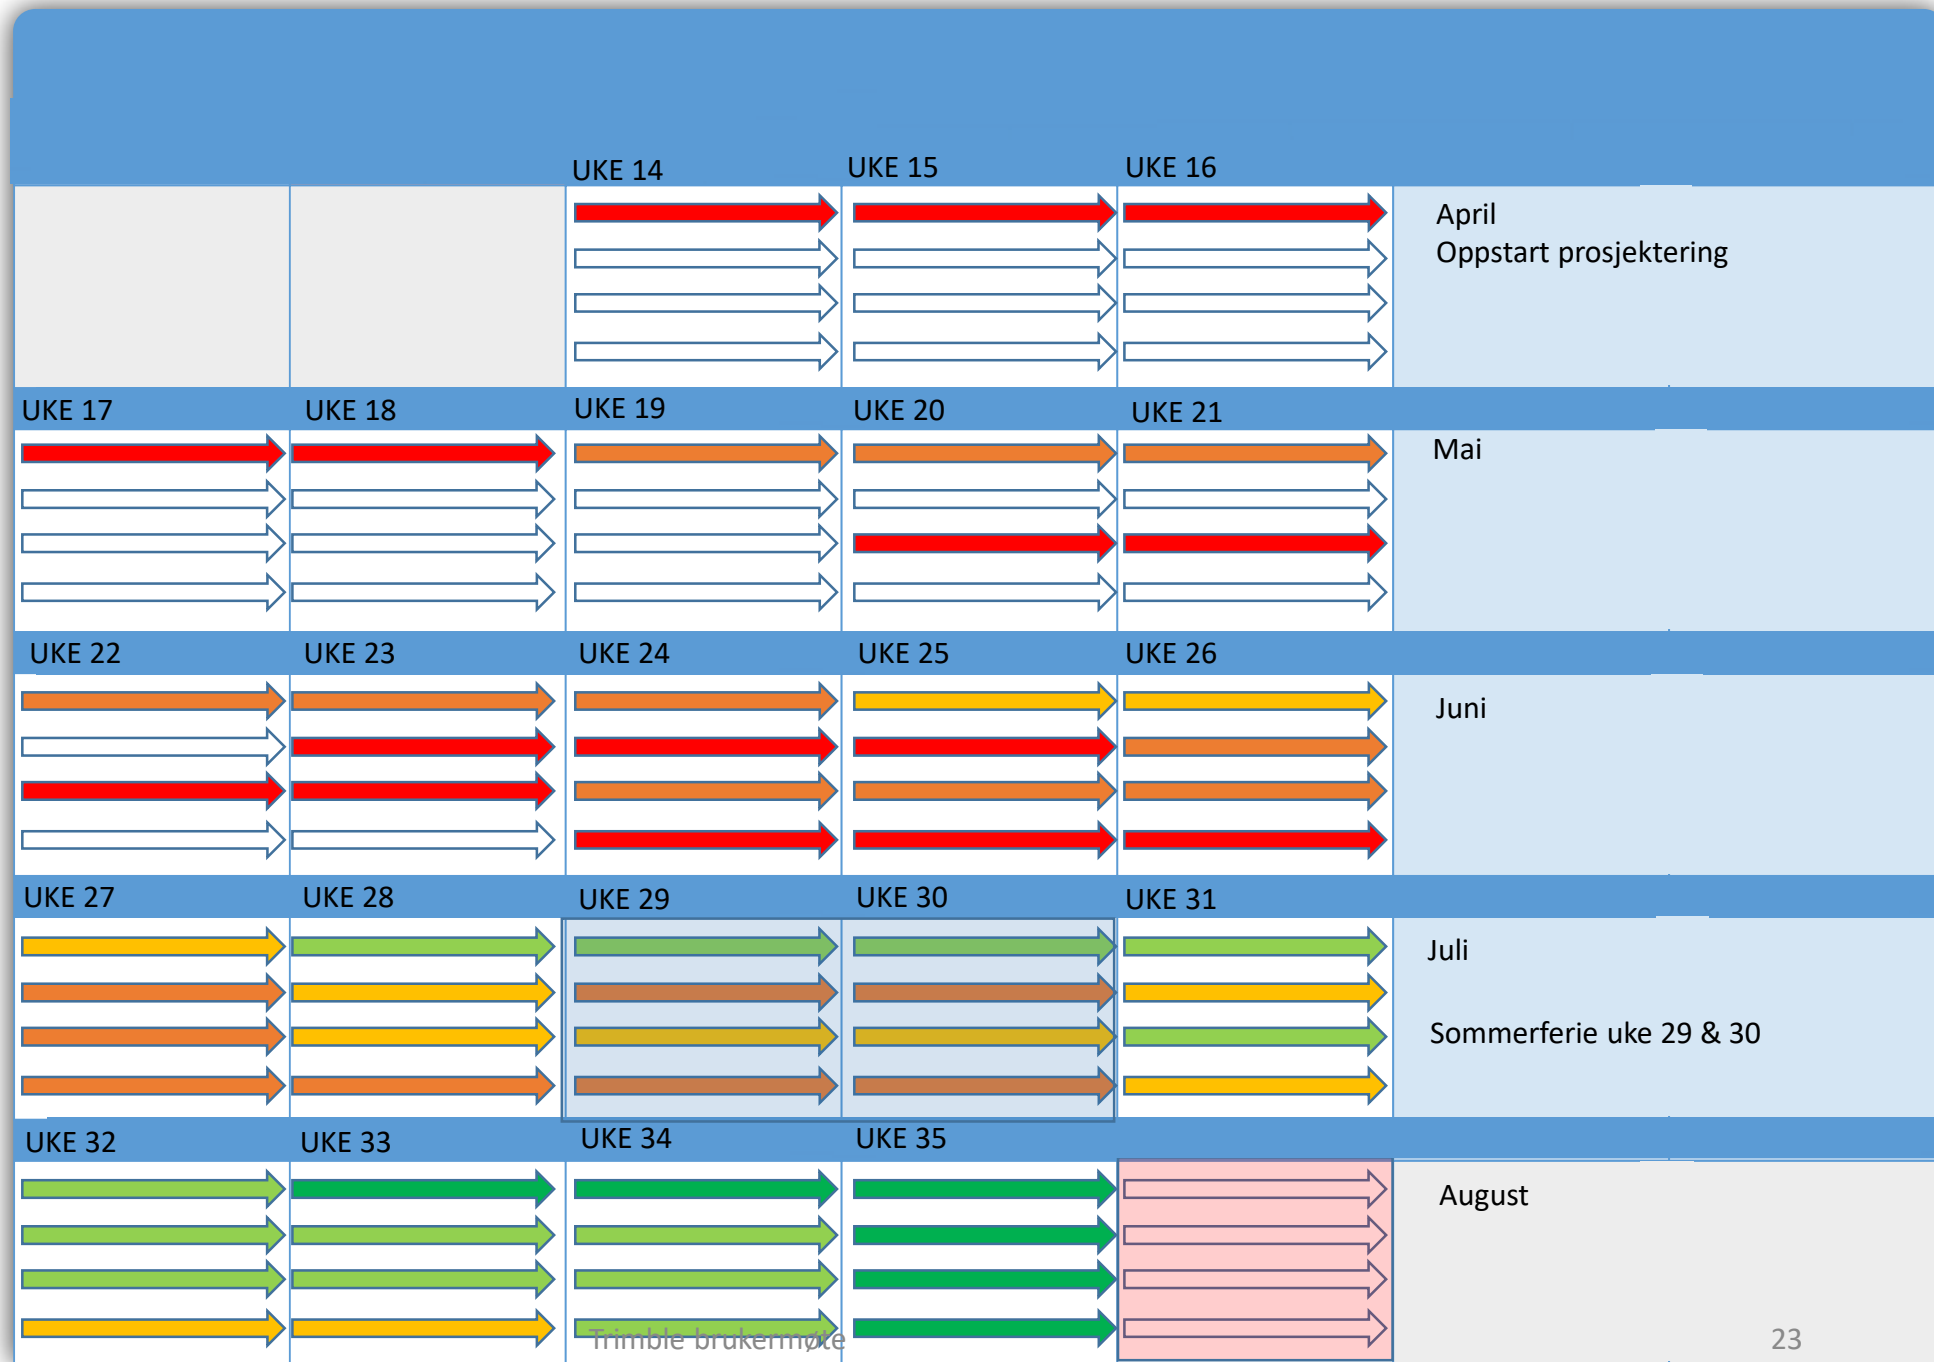 UKE 14
UKE 15
UKE 16
April
Oppstart prosjektering
UKE 17
UKE 18
UKE 19
UKE 20
UKE 21
Mai
UKE 22
UKE 23
UKE 24
UKE 25
UKE 26
Juni
UKE 27
UKE 28
UKE 29
UKE 30
UKE 31
Juli
Sommerferie uke 29 & 30
UKE 32
UKE 33
UKE 34
UKE 35
August
Trimble brukermøte
23